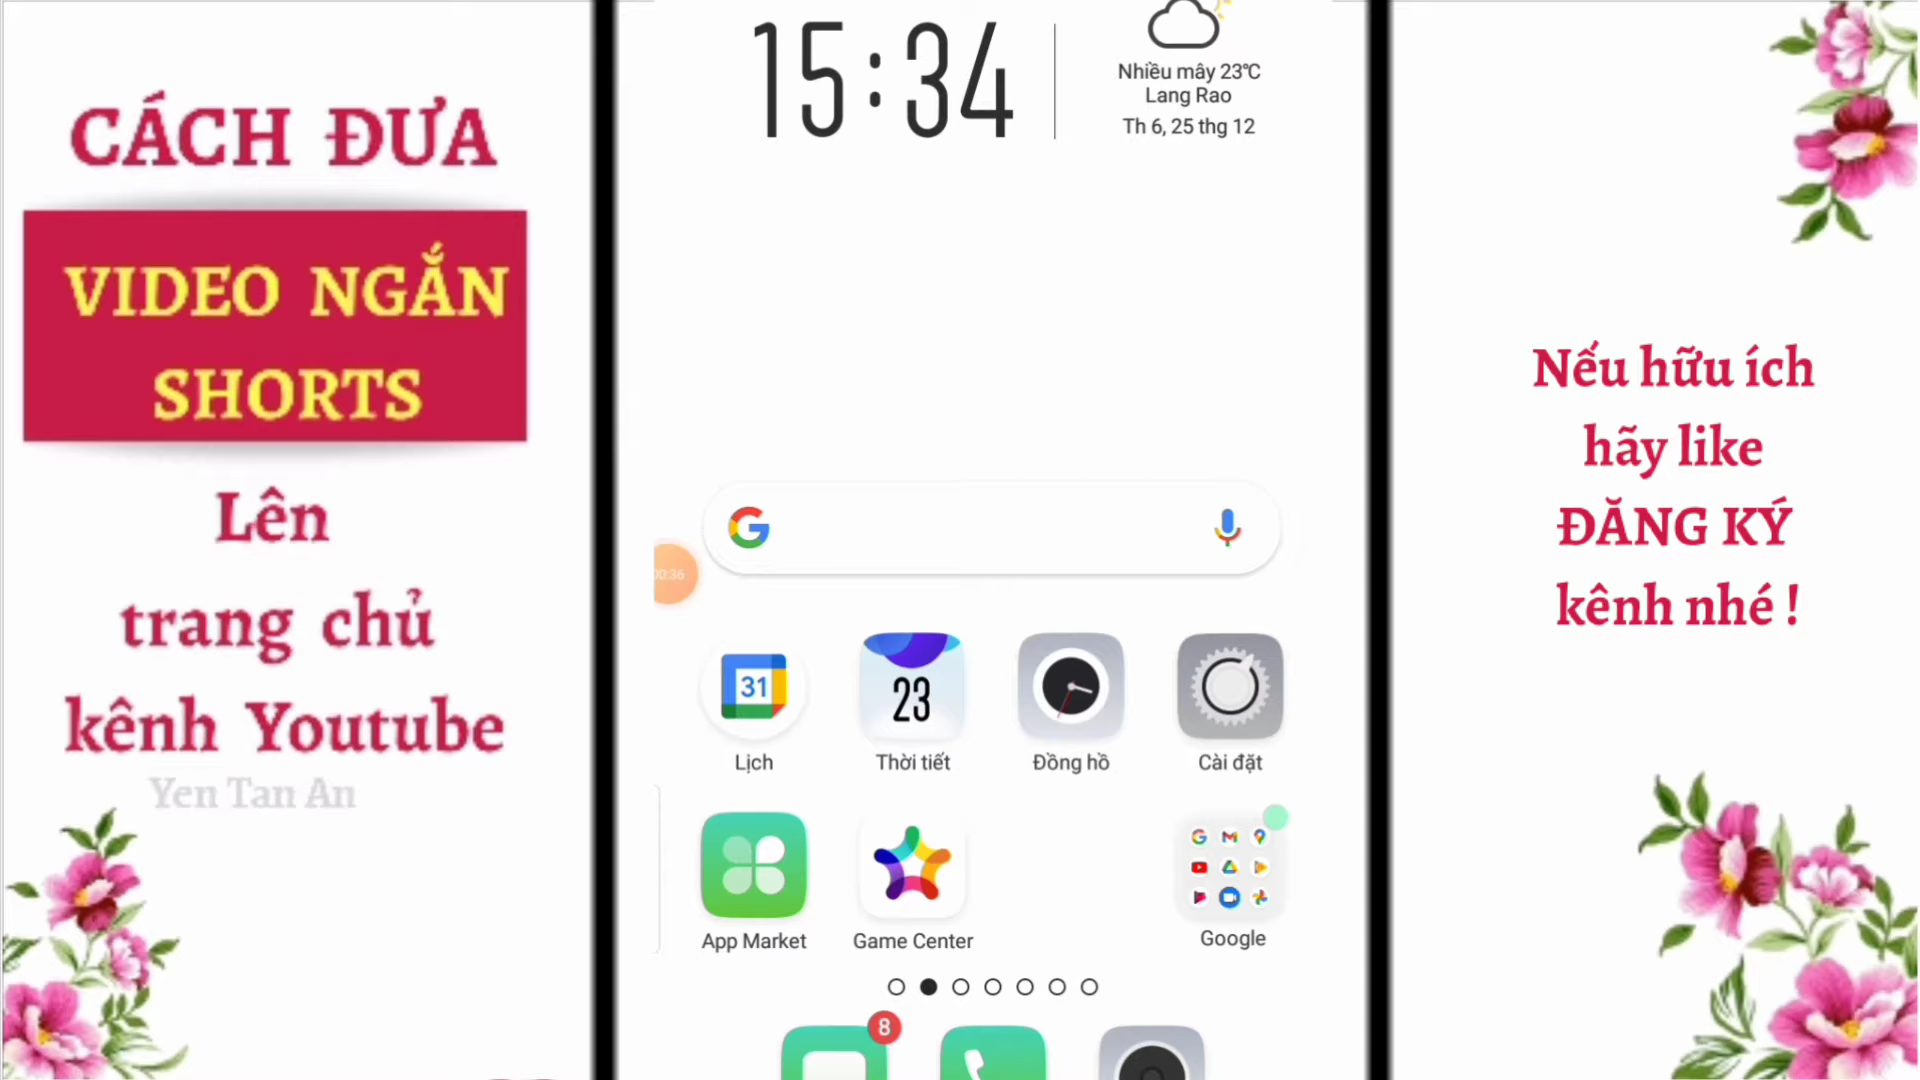 CÁCH ĐƯA
VIDEO NGẮN
SHORTS
Lên
trang chủ
kênh Youtube
Yen Tan An
15:34
Nhiều mây 23°C
Lang Rao
Th 6, 25 thg 12
00:36
31
Lịch
23
Thời tiết
Đồng hồ
Cài đặt
App Market
Game Center
Google
8
Nếu hữu ích
hãy like
ĐĂNG KÝ
kênh nhé !